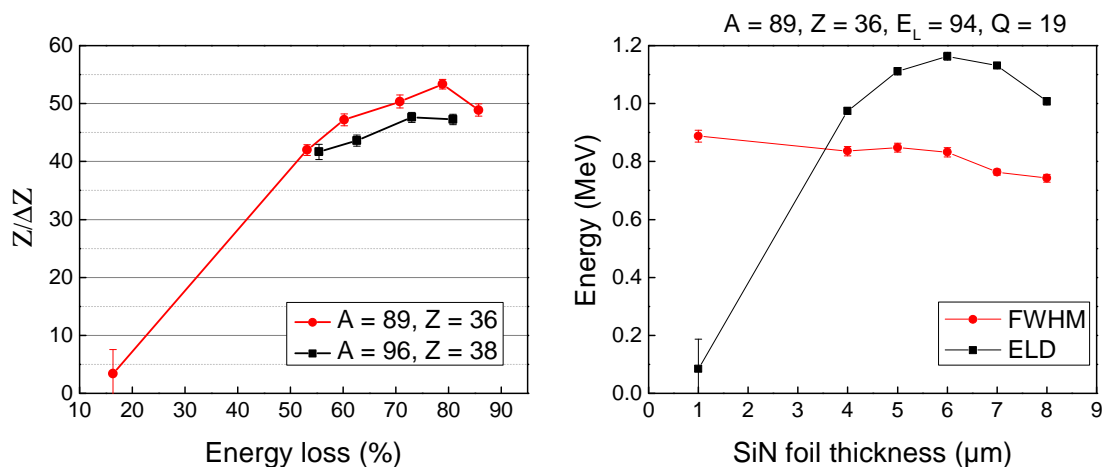 A = 89, Z = 36, E_L = 94, Q = 19
60
50
40
30
20
10
0
Z/ΔZ
10 20 30 40 50 60 70 80 90
Energy loss (%)
A = 89, Z = 36
A = 96, Z = 38
1.2
1.0
0.8
0.6
0.4
0.2
0.0
Energy (MeV)
0 1 2 3 4 5 6 7 8 9
SiN foil thickness (µm)
FWHM
ELD